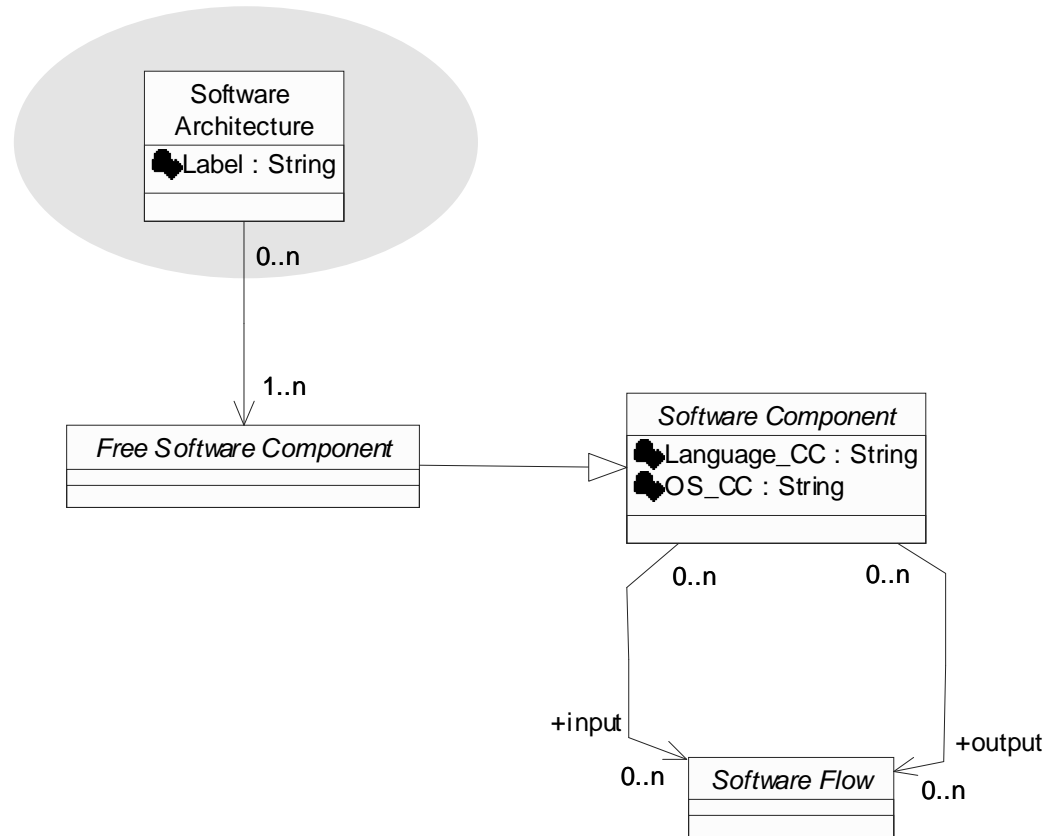 Software
Architecture
Label : String
0..n
1..n
Free Software Component
Software Component
Language_CC : String
OS_CC : String
0..n
0..n
+input
+output
0..n
Software Flow
0..n